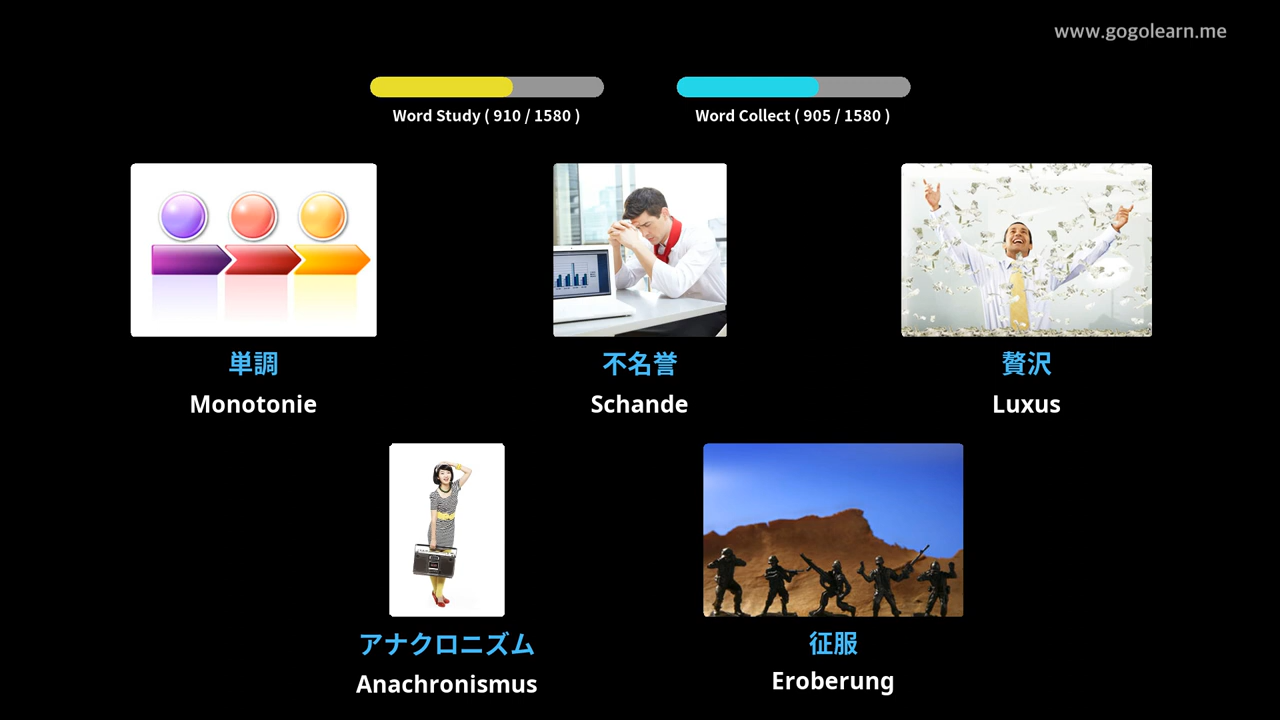 www.gogolearn.me
Word Study ( 910 / 1580 )
Word Collect ( 905 / 1580 )
単調
Monotonie
不名誉
Schande
贅沢
Luxus
アナクロニズム
Anachronismus
征服
Eroberung